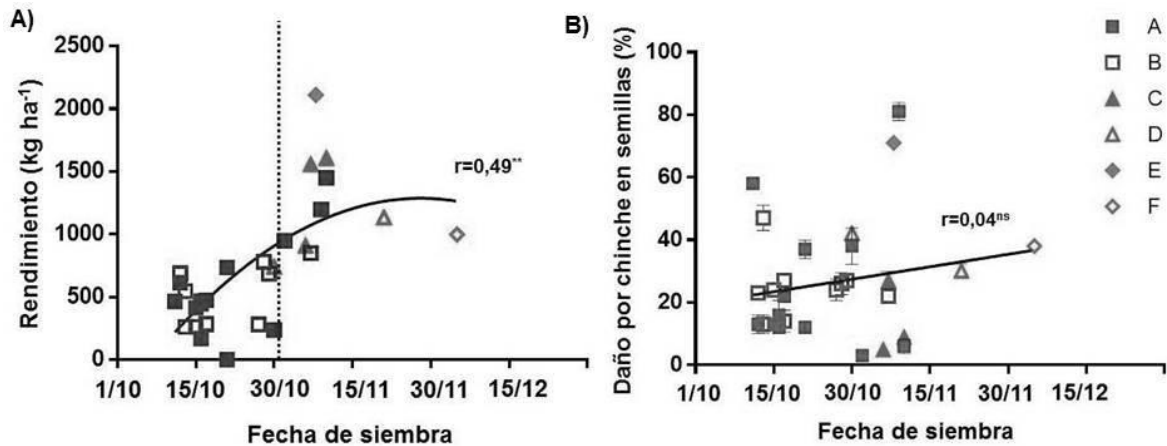 A)
Rendimiento (kg ha⁻¹)
2500
2000
1500
1000
500
0
r=0,49**
1/10 15/10 30/10 15/11 30/11 15/12
Fecha de siembra
B)
Daño por chinche en semillas (%)
100
80
60
40
20
0
r=0,04ⁿˢ
1/10 15/10 30/10 15/11 30/11 15/12
Fecha de siembra
A
B
C
D
E
F